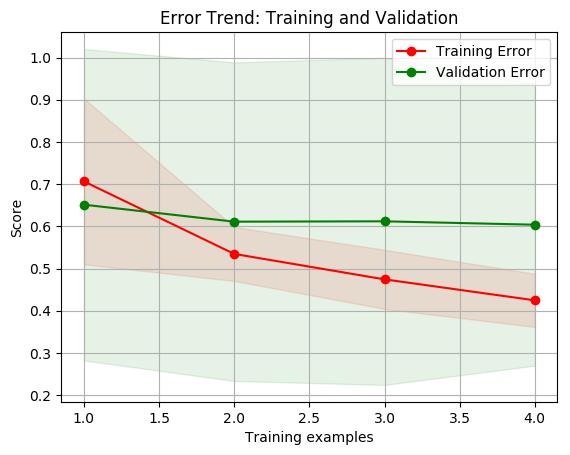 Error Trend: Training and Validation
Training Error
Validation Error
Score
1.0
0.9
0.8
0.7
0.6
0.5
0.4
0.3
0.2
1.0 1.5 2.0 2.5 3.0 3.5 4.0
Training examples